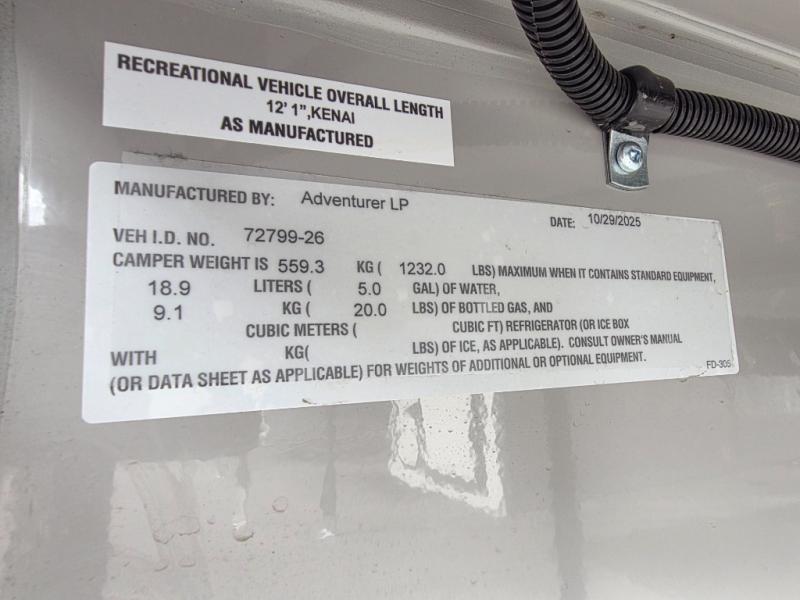 RECREATIONAL VEHICLE OVERALL LENGTH
12' 1",KENAI
AS MANUFACTURED
MANUFACTURED BY: Adventurer LP DATE: 10/29/2025
VEH I.D. NO. 72799-26
CAMPER WEIGHT IS 559.3 KG ( 1232.0 LBS) MAXIMUM WHEN IT CONTAINS STANDARD EQUIPMENT,
18.9 LITERS ( 5.0 GAL) OF WATER,
9.1 KG ( 20.0 LBS) OF BOTTLED GAS, AND
CUBIC METERS ( CUBIC FT) REFRIGERATOR (OR ICE BOX
WITH KG( LBS) OF ICE, AS APPLICABLE). CONSULT OWNER'S MANUAL
(OR DATA SHEET AS APPLICABLE) FOR WEIGHTS OF ADDITIONAL OR OPTIONAL EQUIPMENT. FD-305